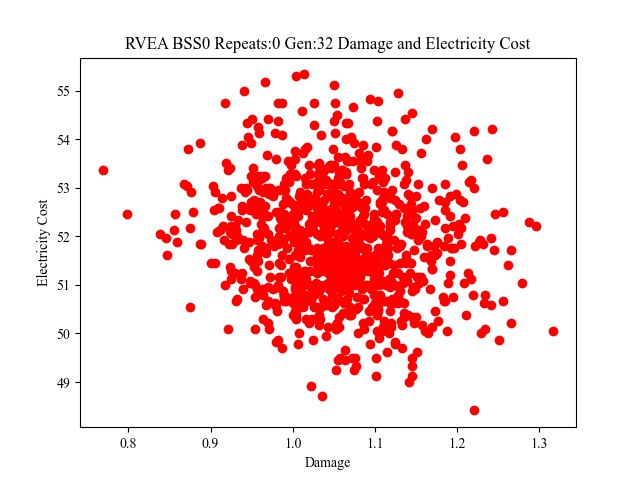 RVEA BSS0 Repeats:0 Gen:32 Damage and Electricity Cost
55
54
53
52
51
50
49
Electricity Cost
0.8 0.9 1.0 1.1 1.2 1.3
Damage